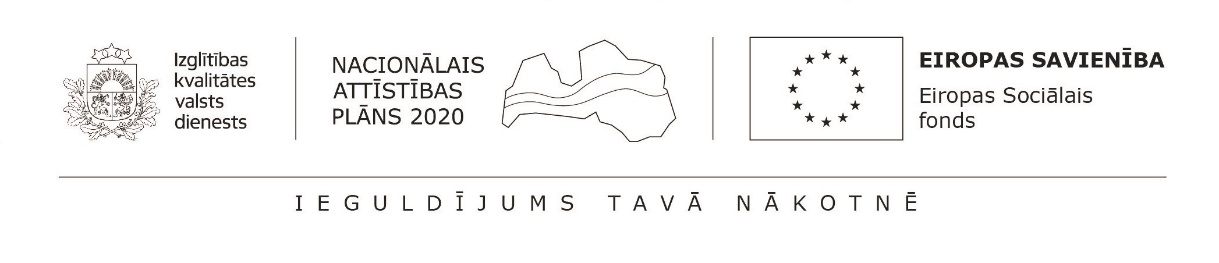 Izglītības
kvalitātes
valsts
dienests
NACIONĀLAIS
ATTĪSTĪBAS
PLĀNS 2020
EIROPAS SAVIENĪBA
Eiropas Sociālais
fonds
IEGULDĪJUMS TAVĀ NĀKOTNĒ